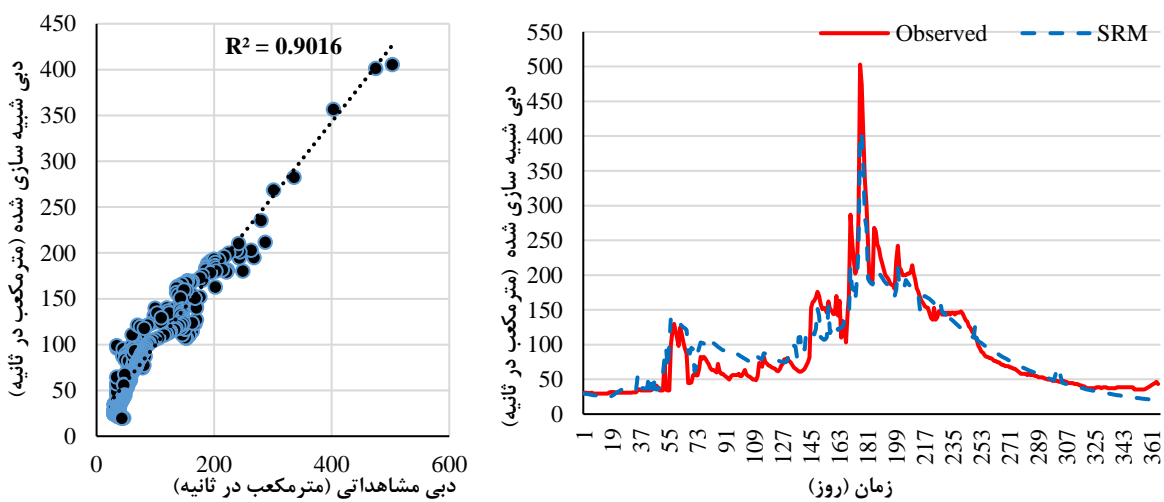 450
400
350
300
250
200
150
100
50
0
R² = 0.9016
دبی شبیه سازی شده (مترمکعب در ثانیه)
0 200 400 600
دبی مشاهداتی (مترمکعب در ثانیه)
Observed SRM
550
500
450
400
350
300
250
200
150
100
50
0
دبی شبیه سازی شده (مترمکعب در ثانیه)
1 19 37 55 73 91 109 127 145 163 181 199 217 235 253 271 289 307 325 343 361
زمان (روز)